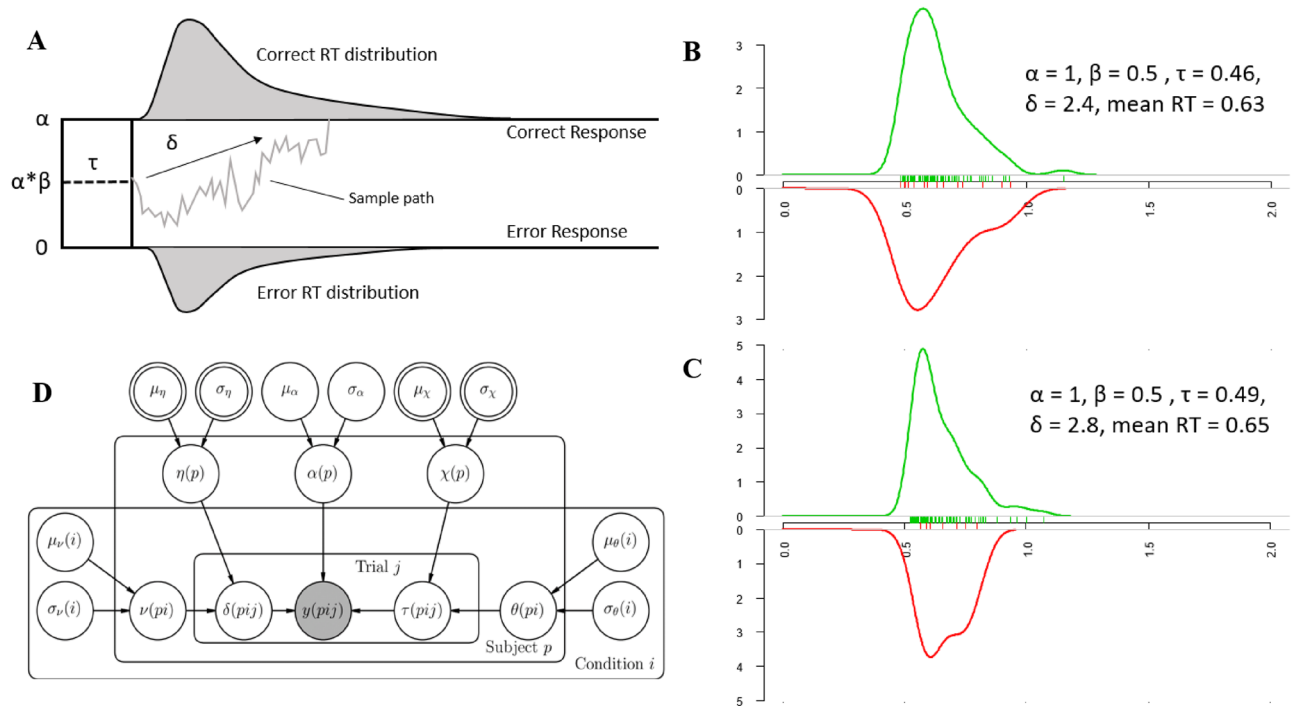 A
Correct RT distribution
α
δ
Correct Response
τ
α*β
Sample path
Error Response
0
Error RT distribution
B
α = 1, β = 0.5 , τ = 0.46,
δ = 2.4, mean RT = 0.63
3
2
1
0
0
1
2
3
0.0
0.5
1.0
1.5
2.0
C
α = 1, β = 0.5 , τ = 0.49,
δ = 2.8, mean RT = 0.65
5
4
3
2
1
0
0
1
2
3
4
5
0.0
0.5
1.0
1.5
2.0
D
μη ση μα σα μχ σχ
η(p) α(p) χ(p)
μν(i) μθ(i)
Trial j
σν(i) ν(pi) δ(pij) y(pij) τ(pij) θ(pi) σθ(i)
Subject p
Condition i